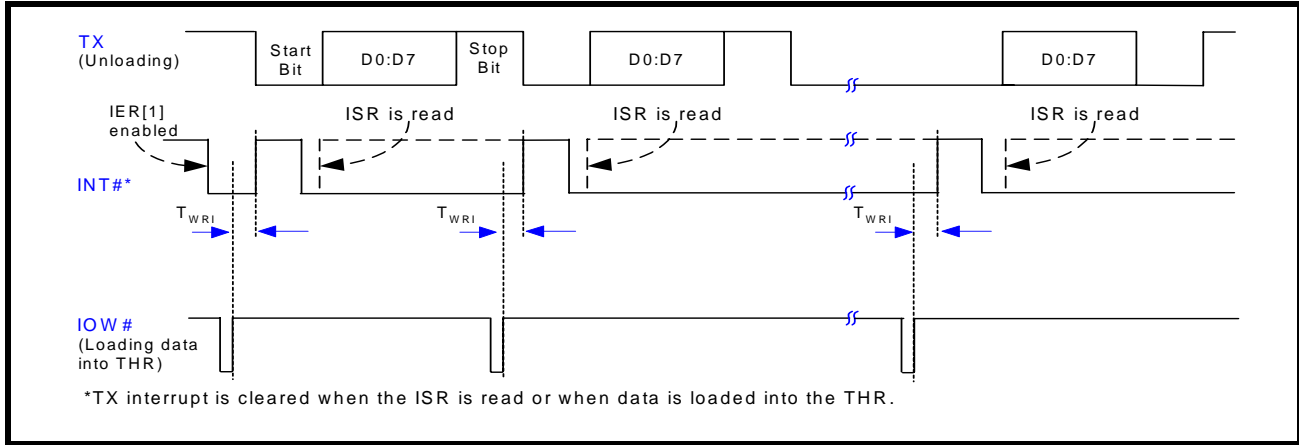 TX
(Unloading)
Start
Bit
D0:D7
Stop
Bit
D0:D7
D0:D7
IER[1]
enabled
ISR is read
ISR is read
ISR is read
INT#*
TWRI
TWRI
TWRI
IOW#
(Loading data
into THR)
*TX interrupt is cleared when the ISR is read or when data is loaded into the THR.